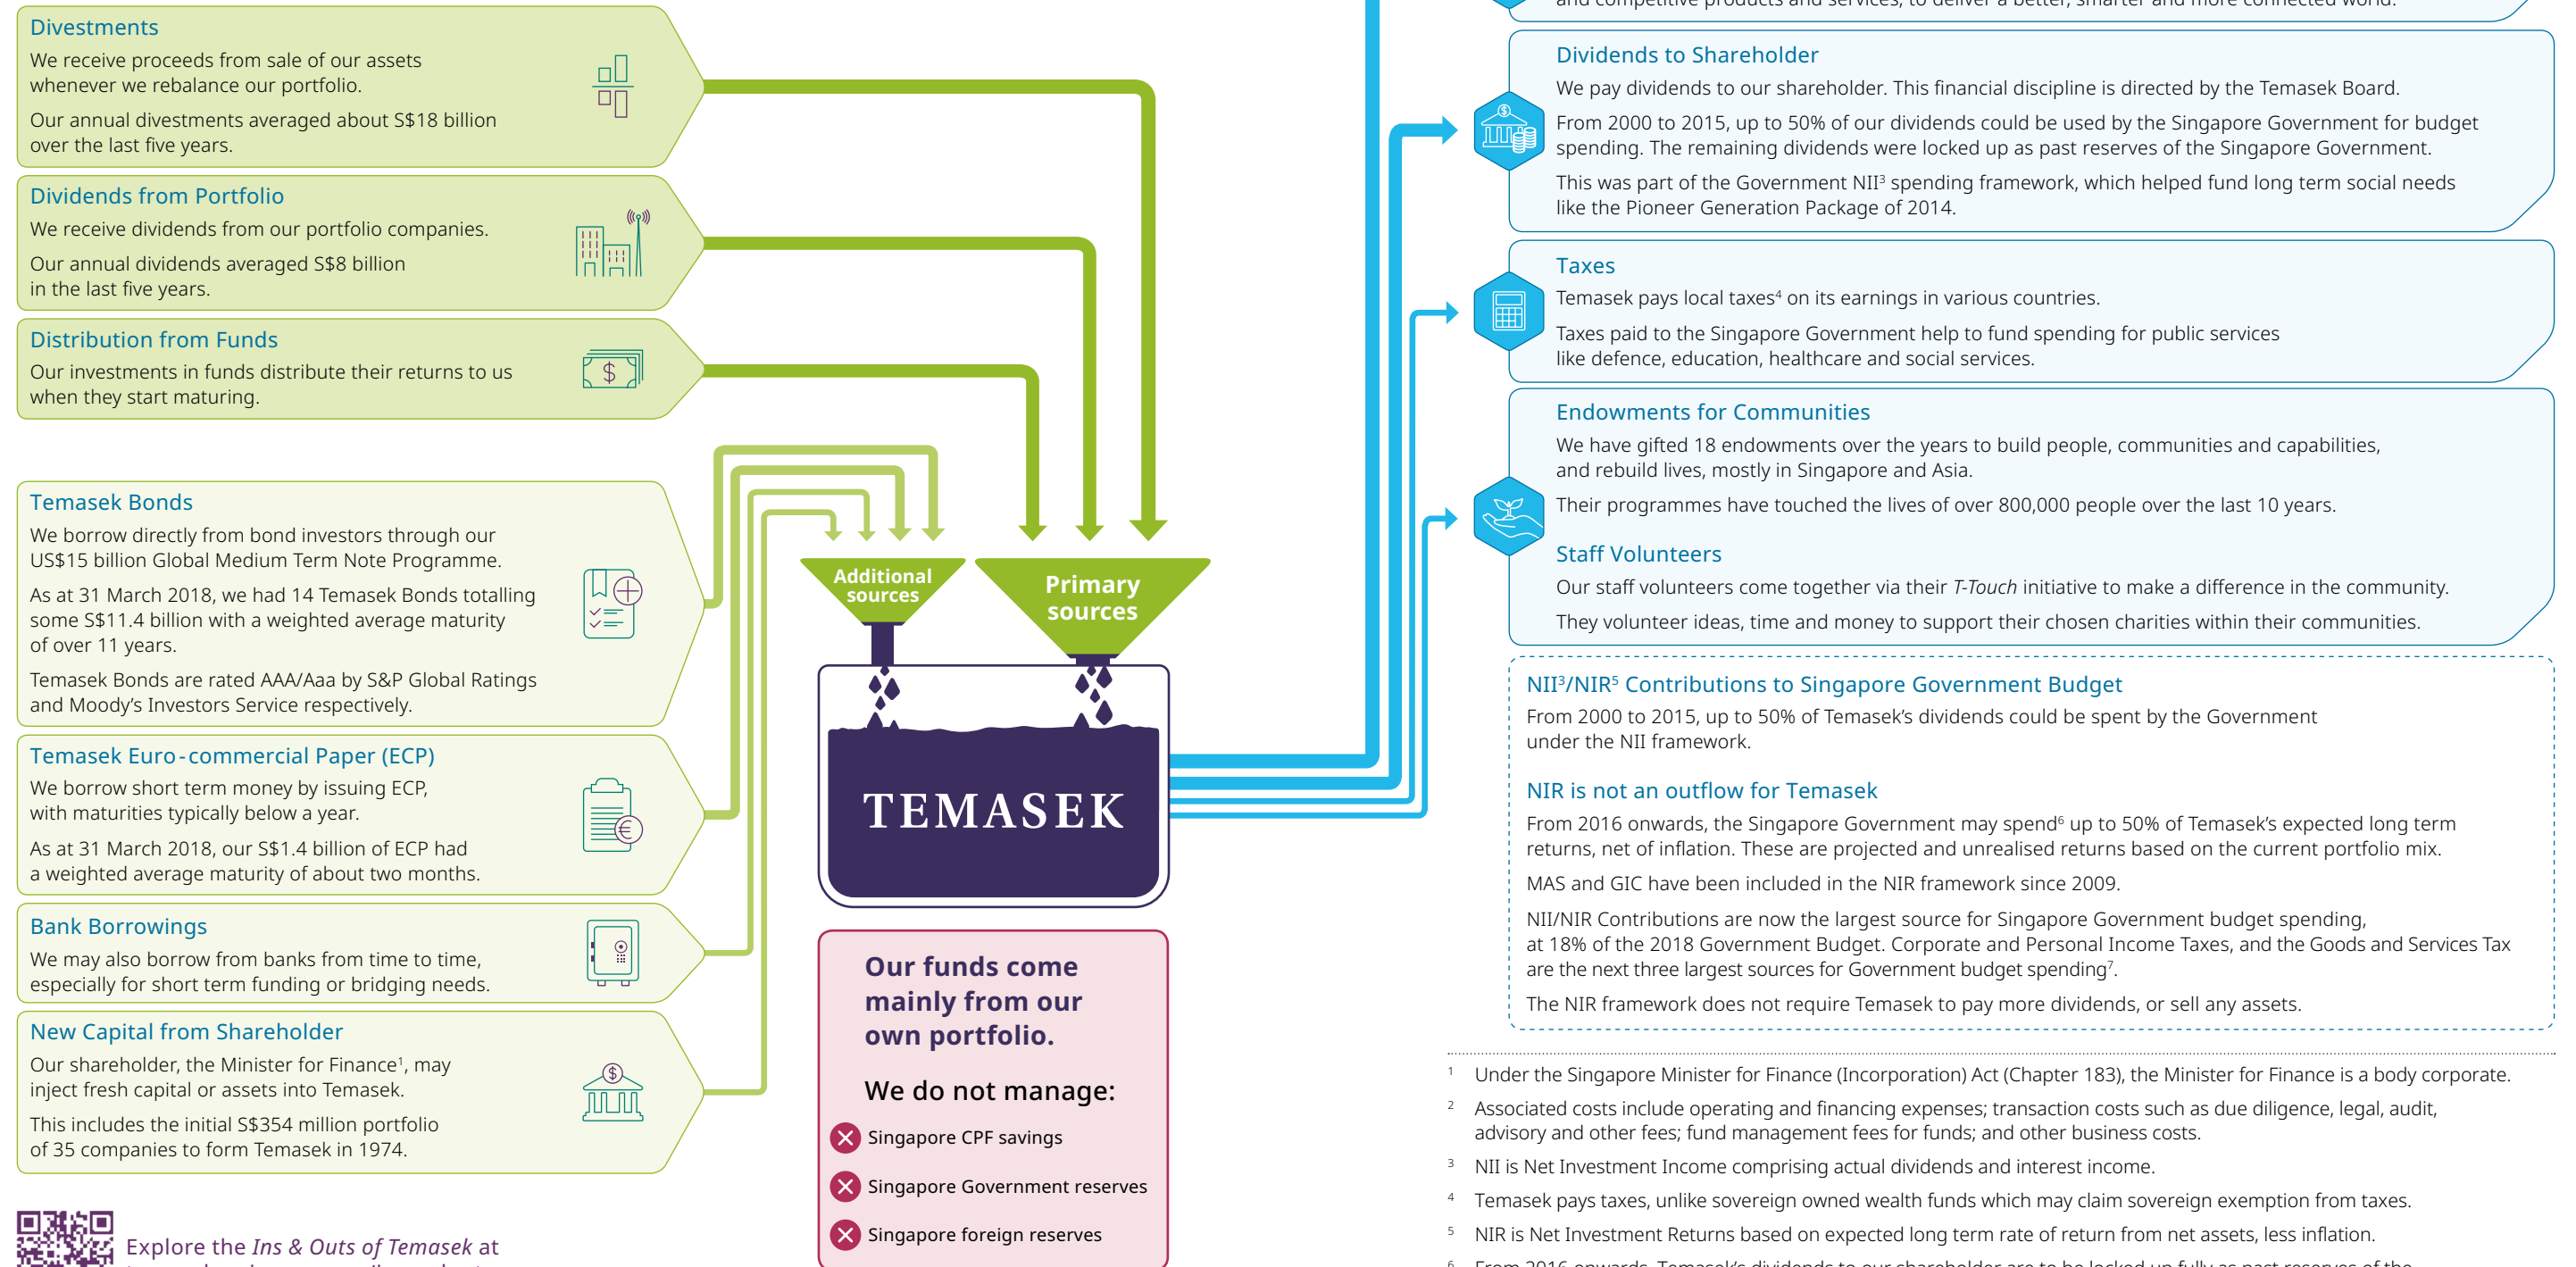 Divestments
We receive proceeds from sale of our assets
whenever we rebalance our portfolio.
Our annual divestments averaged about S$18 billion
over the last five years.
Dividends from Portfolio
We receive dividends from our portfolio companies.
Our annual dividends averaged S$8 billion
in the last five years.
Distribution from Funds
Our investments in funds distribute their returns to us
when they start maturing.
Temasek Bonds
We borrow directly from bond investors through our
US$15 billion Global Medium Term Note Programme.
As at 31 March 2018, we had 14 Temasek Bonds totalling
some S$11.4 billion with a weighted average maturity
of over 11 years.
Temasek Bonds are rated AAA/Aaa by S&P Global Ratings
and Moody’s Investors Service respectively.
Temasek Euro-commercial Paper (ECP)
We borrow short term money by issuing ECP,
with maturities typically below a year.
As at 31 March 2018, our S$1.4 billion of ECP had
a weighted average maturity of about two months.
Bank Borrowings
We may also borrow from banks from time to time,
especially for short term funding or bridging needs.
New Capital from Shareholder
Our shareholder, the Minister for Finance¹, may
inject fresh capital or assets into Temasek.
This includes the initial S$354 million portfolio
of 35 companies to form Temasek in 1974.
Explore the Ins & Outs of Temasek at
Additional
sources
Primary
sources
TEMASEK
Our funds come
mainly from our
own portfolio.
We do not manage:
Singapore CPF savings
Singapore Government reserves
Singapore foreign reserves
and competitive products and services, to deliver a better, smarter and more connected world.
Dividends to Shareholder
We pay dividends to our shareholder. This financial discipline is directed by the Temasek Board.
From 2000 to 2015, up to 50% of our dividends could be used by the Singapore Government for budget
spending. The remaining dividends were locked up as past reserves of the Singapore Government.
This was part of the Government NII³ spending framework, which helped fund long term social needs
like the Pioneer Generation Package of 2014.
Taxes
Temasek pays local taxes⁴ on its earnings in various countries.
Taxes paid to the Singapore Government help to fund spending for public services
like defence, education, healthcare and social services.
Endowments for Communities
We have gifted 18 endowments over the years to build people, communities and capabilities,
and rebuild lives, mostly in Singapore and Asia.
Their programmes have touched the lives of over 800,000 people over the last 10 years.
Staff Volunteers
Our staff volunteers come together via their T-Touch initiative to make a difference in the community.
They volunteer ideas, time and money to support their chosen charities within their communities.
NII³/NIR⁵ Contributions to Singapore Government Budget
From 2000 to 2015, up to 50% of Temasek’s dividends could be spent by the Government
under the NII framework.
NIR is not an outflow for Temasek
From 2016 onwards, the Singapore Government may spend⁶ up to 50% of Temasek’s expected long term
returns, net of inflation. These are projected and unrealised returns based on the current portfolio mix.
MAS and GIC have been included in the NIR framework since 2009.
NII/NIR Contributions are now the largest source for Singapore Government budget spending,
at 18% of the 2018 Government Budget. Corporate and Personal Income Taxes, and the Goods and Services Tax
are the next three largest sources for Government budget spending⁷.
The NIR framework does not require Temasek to pay more dividends, or sell any assets.
¹ Under the Singapore Minister for Finance (Incorporation) Act (Chapter 183), the Minister for Finance is a body corporate.
² Associated costs include operating and financing expenses; transaction costs such as due diligence, legal, audit,
advisory and other fees; fund management fees for funds; and other business costs.
³ NII is Net Investment Income comprising actual dividends and interest income.
⁴ Temasek pays taxes, unlike sovereign owned wealth funds which may claim sovereign exemption from taxes.
⁵ NIR is Net Investment Returns based on expected long term rate of return from net assets, less inflation.
⁶ From 2016 onwards, Temasek’s dividends to our shareholder are to be locked up fully as past reserves of the